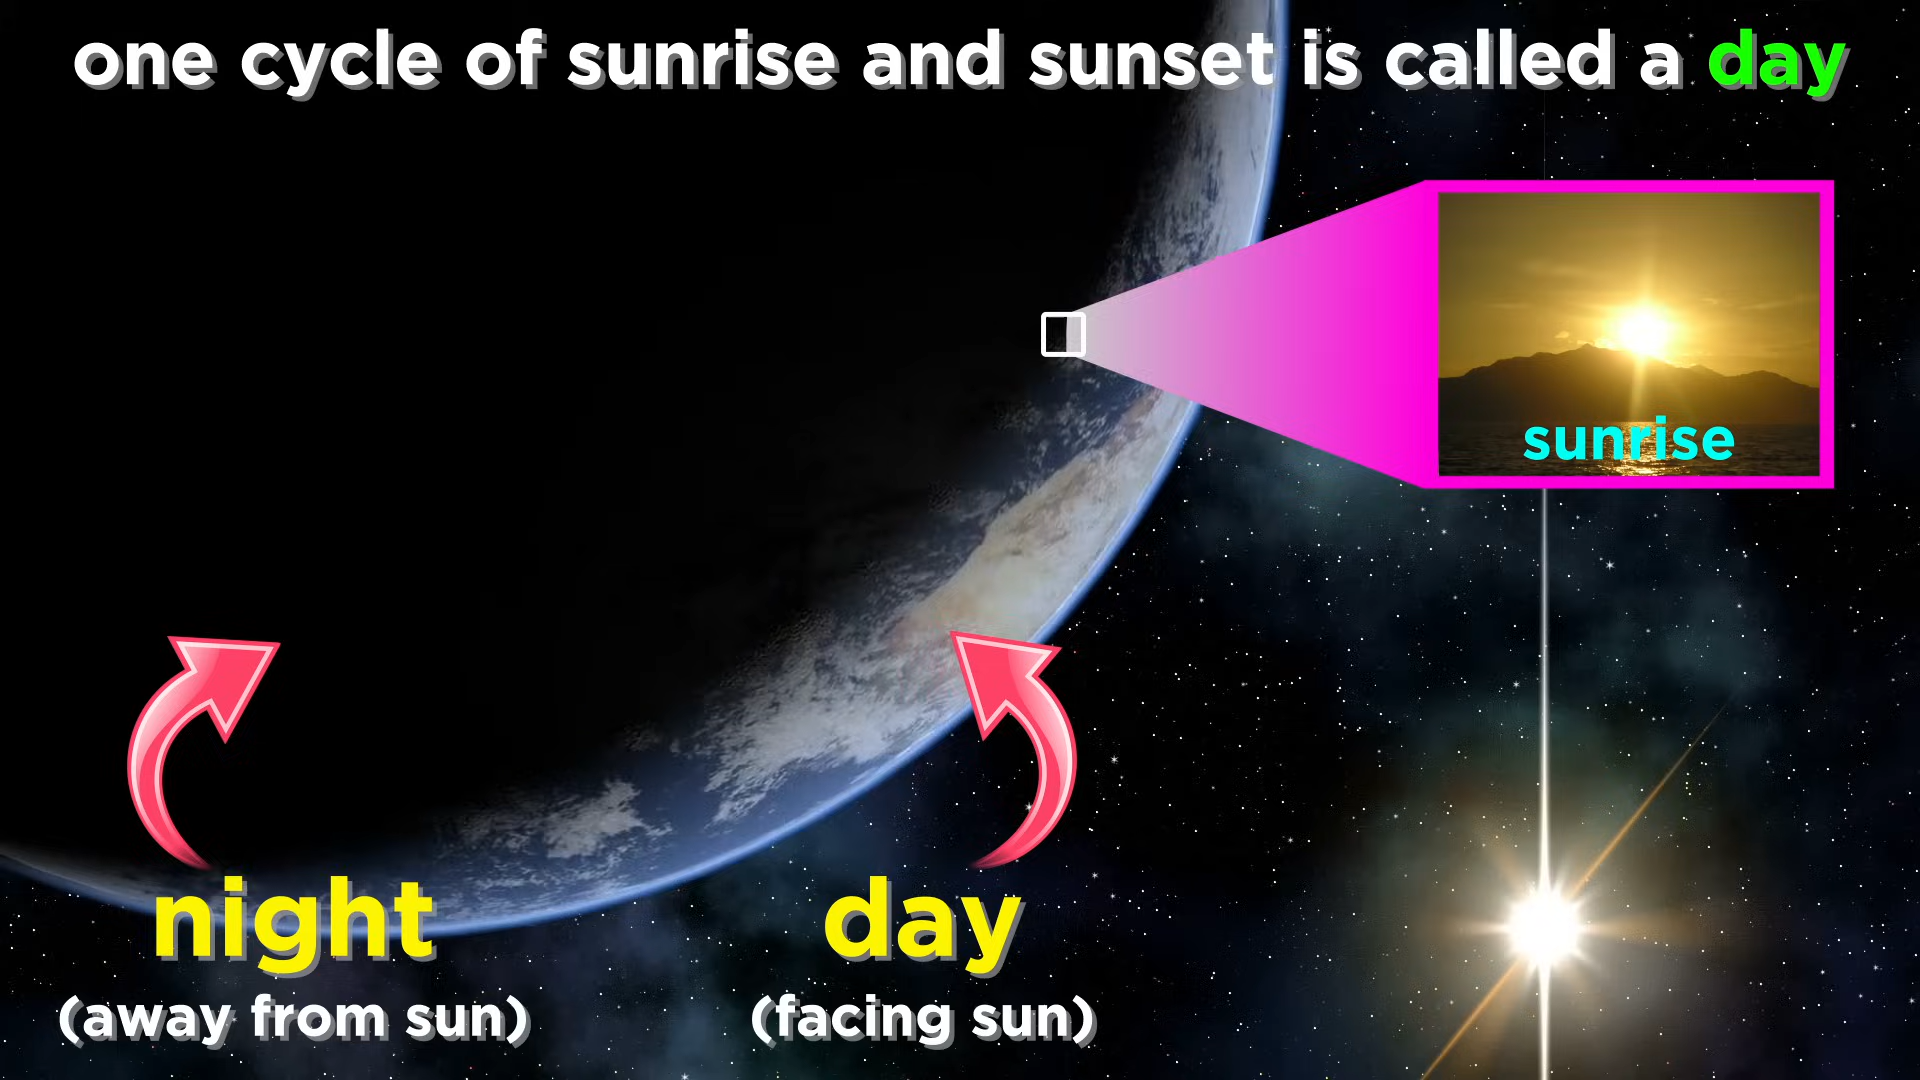 one cycle of sunrise and sunset is called a day
sunrise
night
(away from sun)
day
(facing sun)